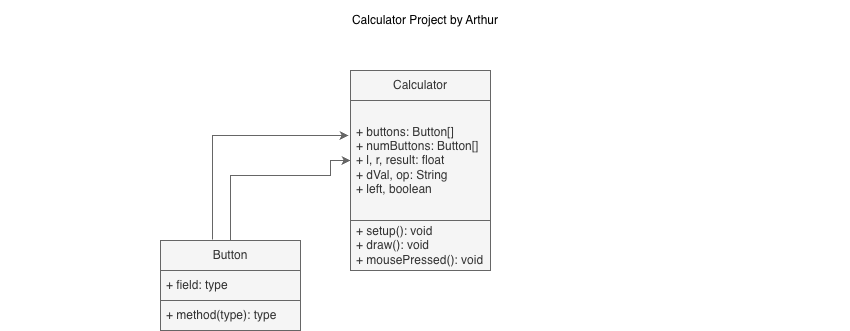 Calculator Project by Arthur
Calculator
+ buttons: Button[]
+ numButtons: Button[]
+ l, r, result: float
+ dVal, op: String
+ left, boolean
+ setup(): void
+ draw(): void
+ mousePressed(): void
Button
+ field: type
+ method(type): type